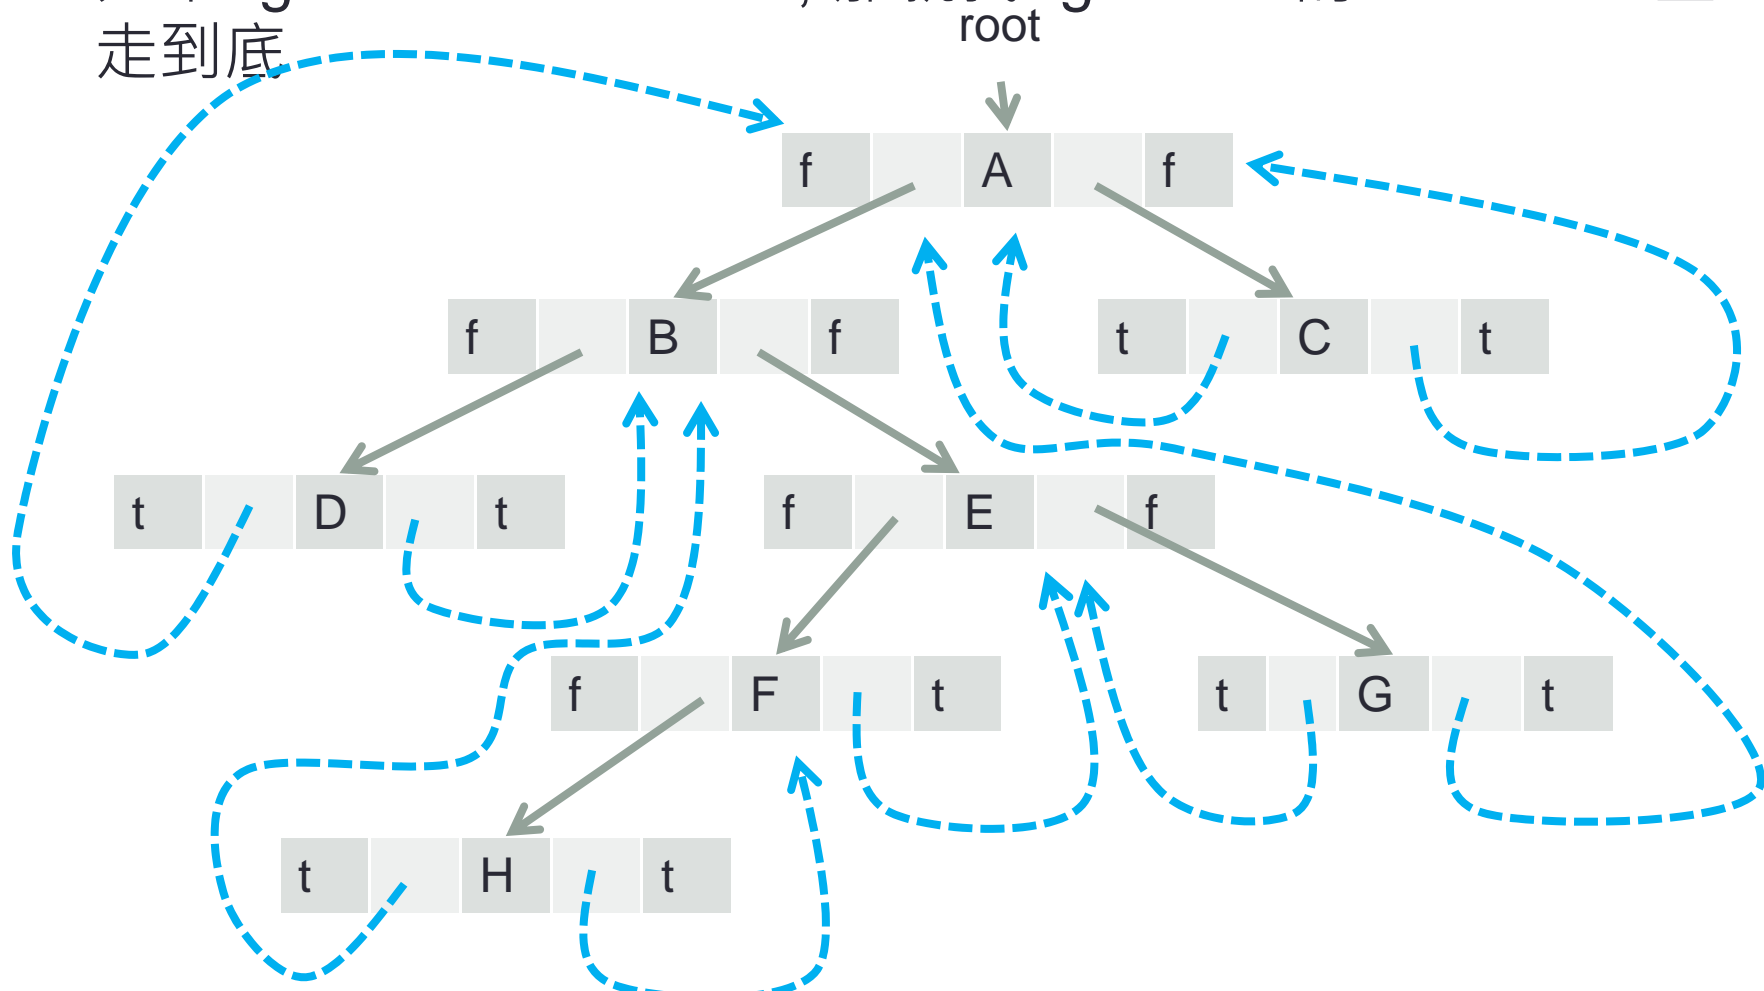 root
走到底
f A f
f B f
t C t
t D t
f E f
f F t
t G t
t H t